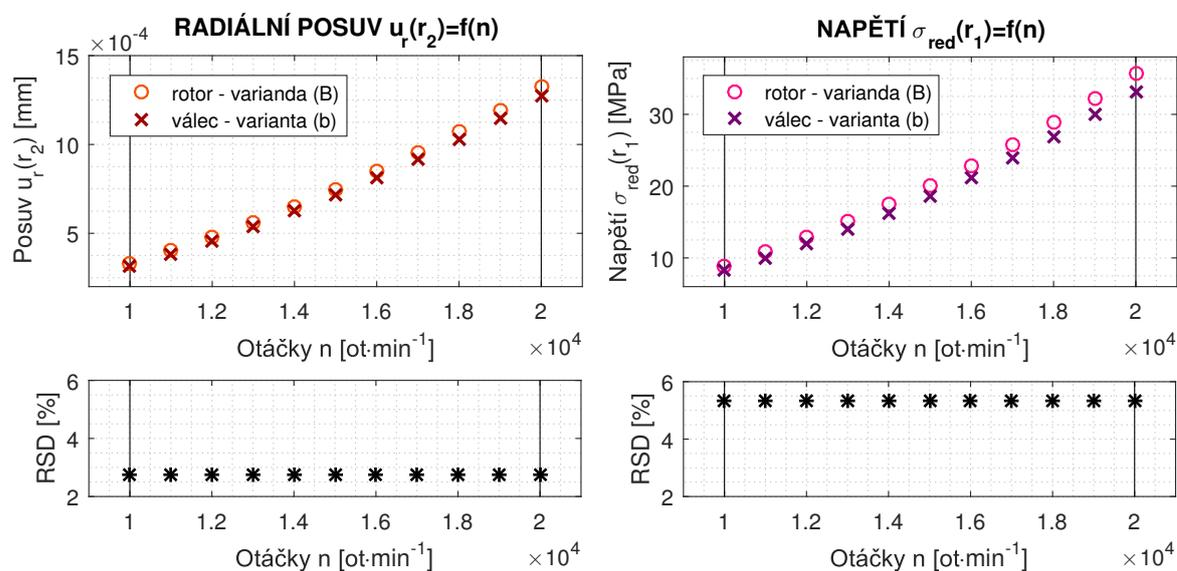 RADIÁLNÍ POSUV u_r(r_2)=f(n)
×10^-4
15
10
5
Posuv u_r(r_2) [mm]
rotor - varianda (B)
válec - varianta (b)
1 1.2 1.4 1.6 1.8 2
Otáčky n [ot·min^-1]
×10^4
NAPĚTÍ σ_red(r_1)=f(n)
30
20
10
Napětí σ_red(r_1) [MPa]
rotor - varianda (B)
válec - varianta (b)
1 1.2 1.4 1.6 1.8 2
Otáčky n [ot·min^-1]
×10^4
6
4
2
RSD [%]
1 1.2 1.4 1.6 1.8 2
Otáčky n [ot·min^-1]
×10^4
6
4
2
RSD [%]
1 1.2 1.4 1.6 1.8 2
Otáčky n [ot·min^-1]
×10^4